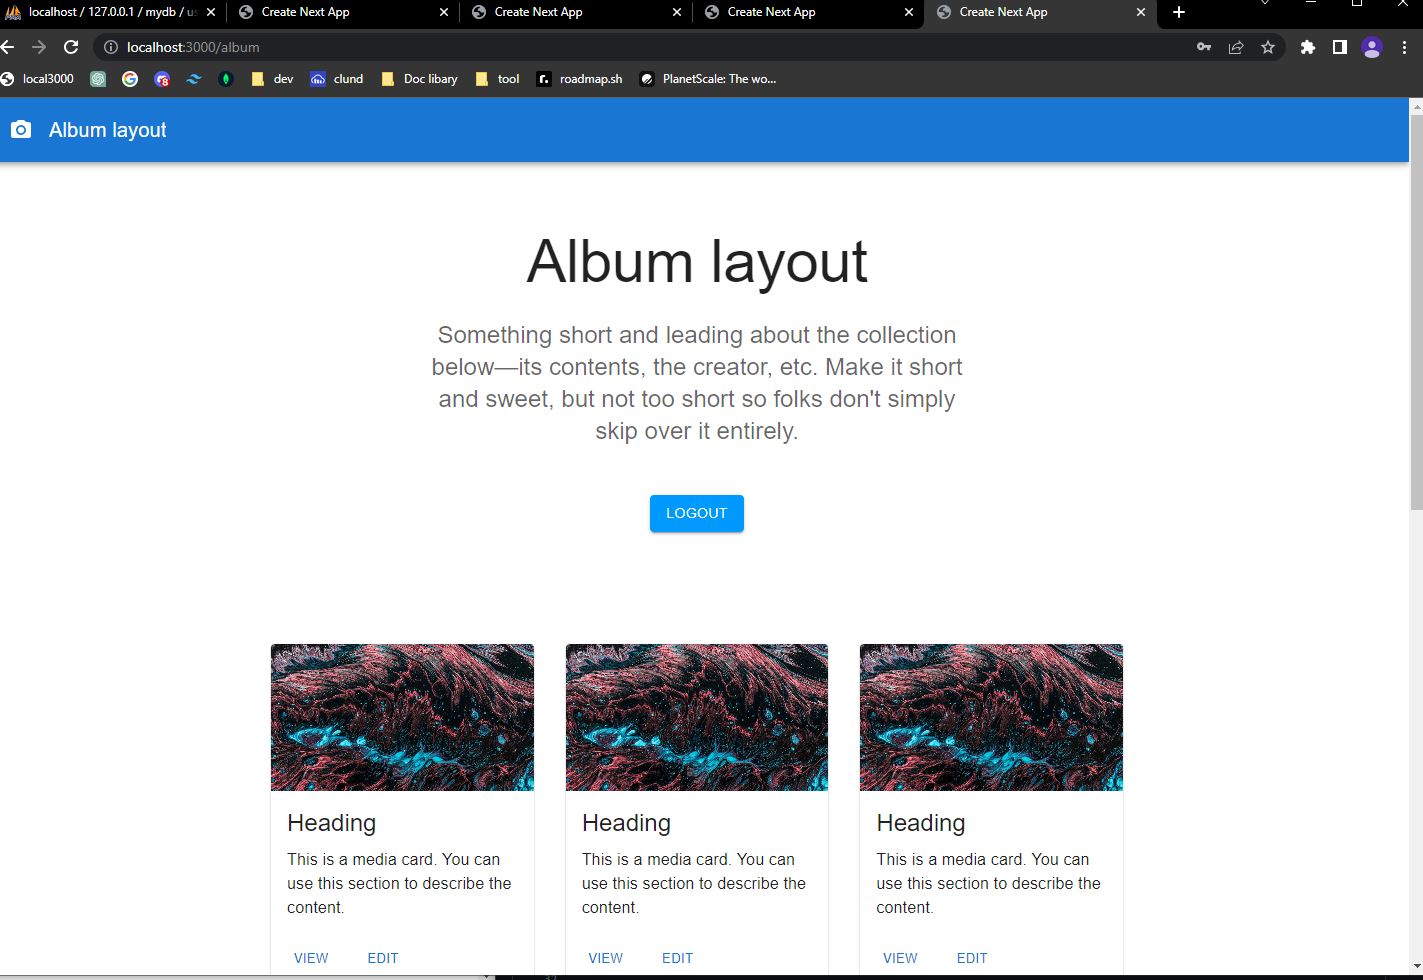 localhost / 127.0.0.1 / mydb / us
Create Next App
Create Next App
Create Next App
Create Next App
localhost:3000/album
local3000
dev
clund
Doc libary
tool
roadmap.sh
PlanetScale: The wo...
Album layout
Album layout
Something short and leading about the collection
below—its contents, the creator, etc. Make it short
and sweet, but not too short so folks don't simply
skip over it entirely.
LOGOUT
Heading
This is a media card. You can
use this section to describe the
content.
VIEW EDIT
Heading
This is a media card. You can
use this section to describe the
content.
VIEW EDIT
Heading
This is a media card. You can
use this section to describe the
content.
VIEW EDIT